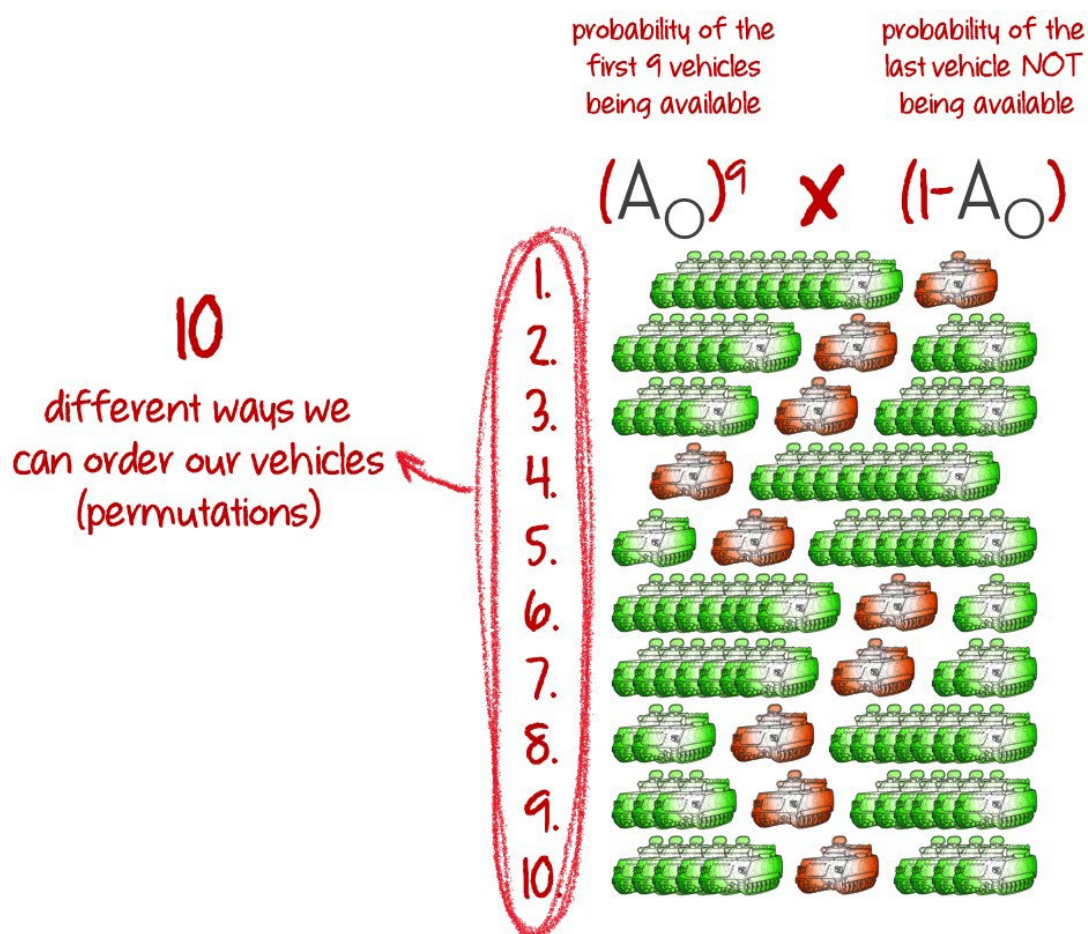 probability of the
first 9 vehicles
being available
probability of the
last vehicle NOT
being available
(AO)9 X (1-AO)
10
different ways we
can order our vehicles
(permutations)
1.
2.
3.
4.
5.
6.
7.
8.
9.
10.